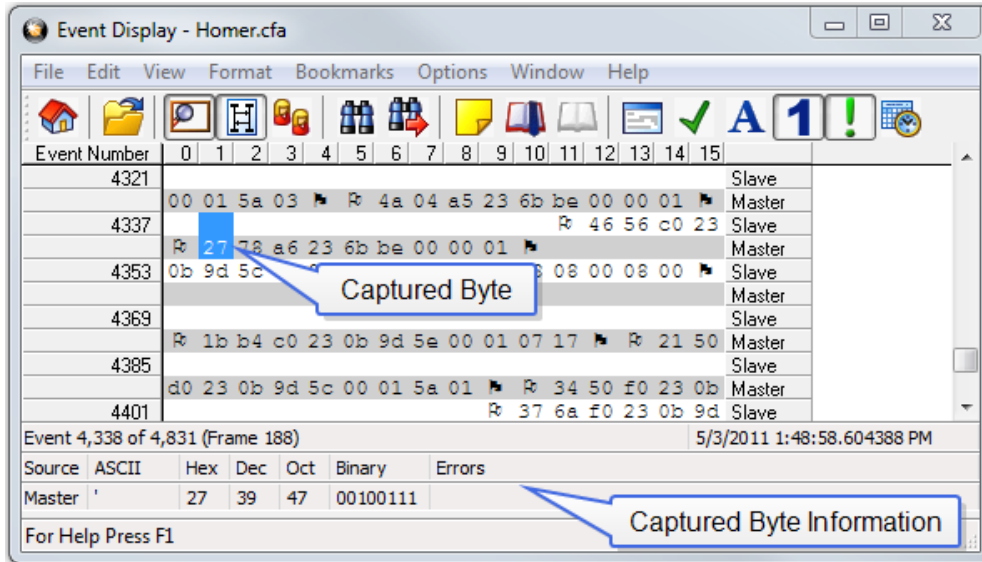 Event Display - Homer.cfa
File Edit View Format Bookmarks Options Window Help
Event Number 0 1 2 3 4 5 6 7 8 9 10 11 12 13 14 15
4321 Slave
00 01 5a 03 4a 04 a5 23 6b be 00 00 01 Master
4337 46 56 c0 23 Slave
27 78 a6 23 6b be 00 00 01 Master
4353 0b 9d 5c 08 00 08 00 Slave
Captured Byte
Master
4369 Slave
1b b4 c0 23 0b 9d 5e 00 01 07 17 21 50 Master
4385 Slave
d0 23 0b 9d 5c 00 01 5a 01 34 50 f0 23 0b Master
4401 37 6a f0 23 0b 9d Slave
Event 4,338 of 4,831 (Frame 188) 5/3/2011 1:48:58.604388 PM
Source ASCII Hex Dec Oct Binary Errors
Master ' 27 39 47 00100111
Captured Byte Information
For Help Press F1